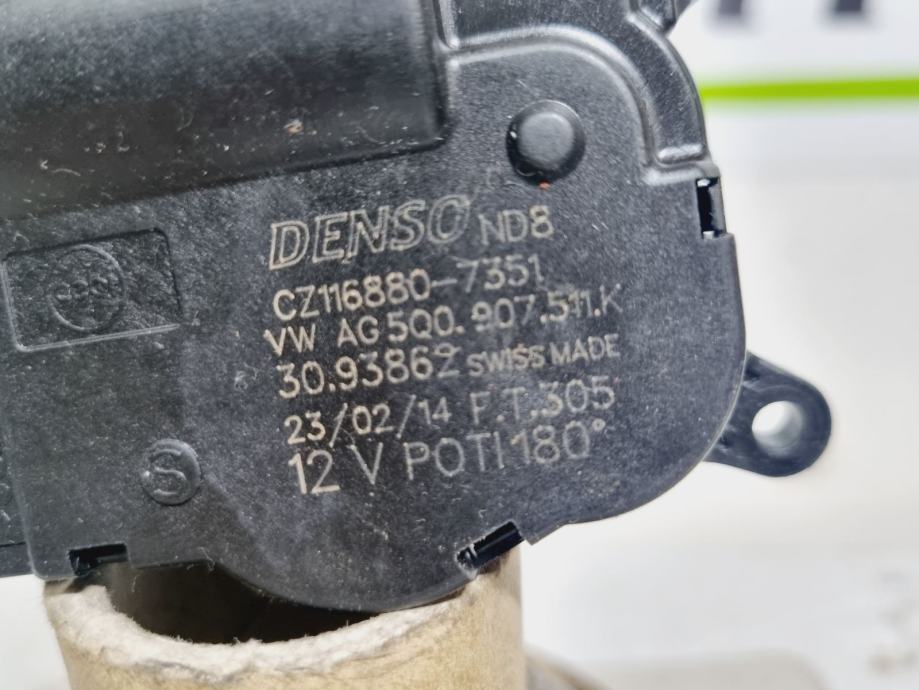 DENSO ND8
CZ116880-7351
VW AG 5Q0.907.511.K
30.93862 SWISS MADE
23/02/14 F.T.305
12 V POTI 180°
S